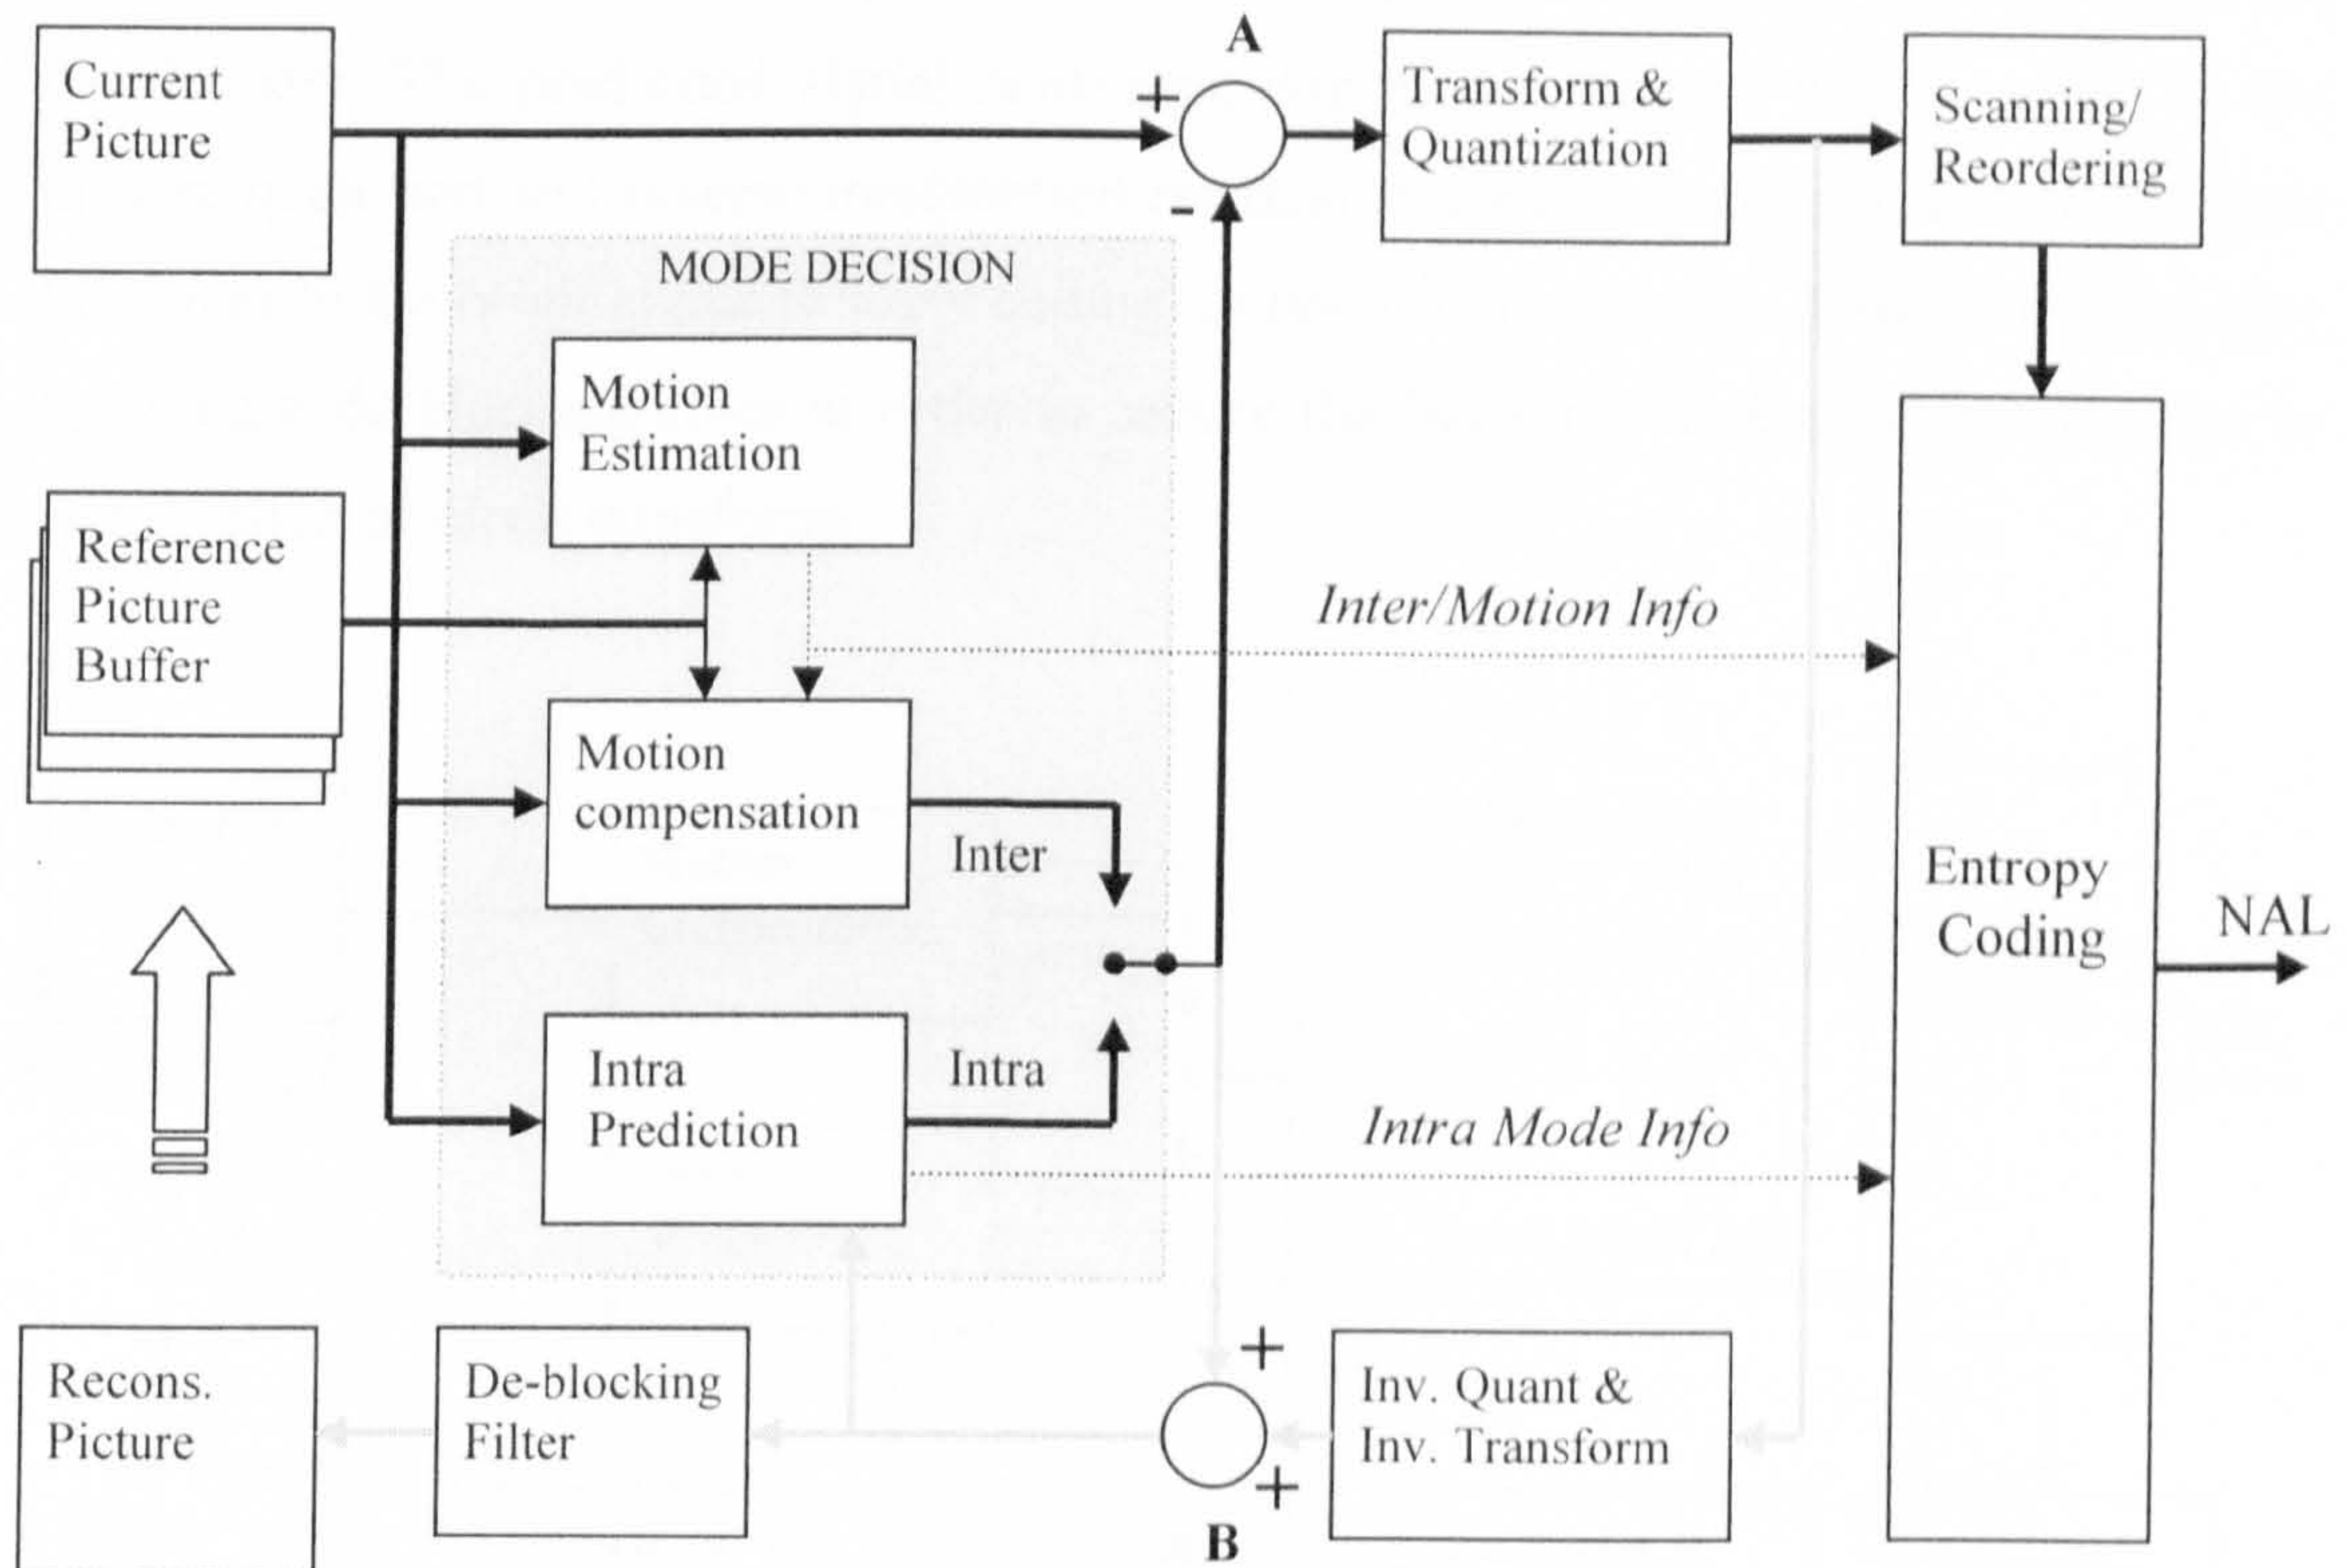 A
Current
Picture
+
Transform &
Quantization
Scanning/
Reordering
-
MODE DECISION
Motion
Estimation
Reference
Picture
Buffer
Inter/Motion Info
Motion
compensation
Inter
Entropy
Coding
NAL
Intra
Prediction
Intra
Intra Mode Info
Recons.
Picture
De-blocking
Filter
+
+
B
Inv. Quant &
Inv. Transform